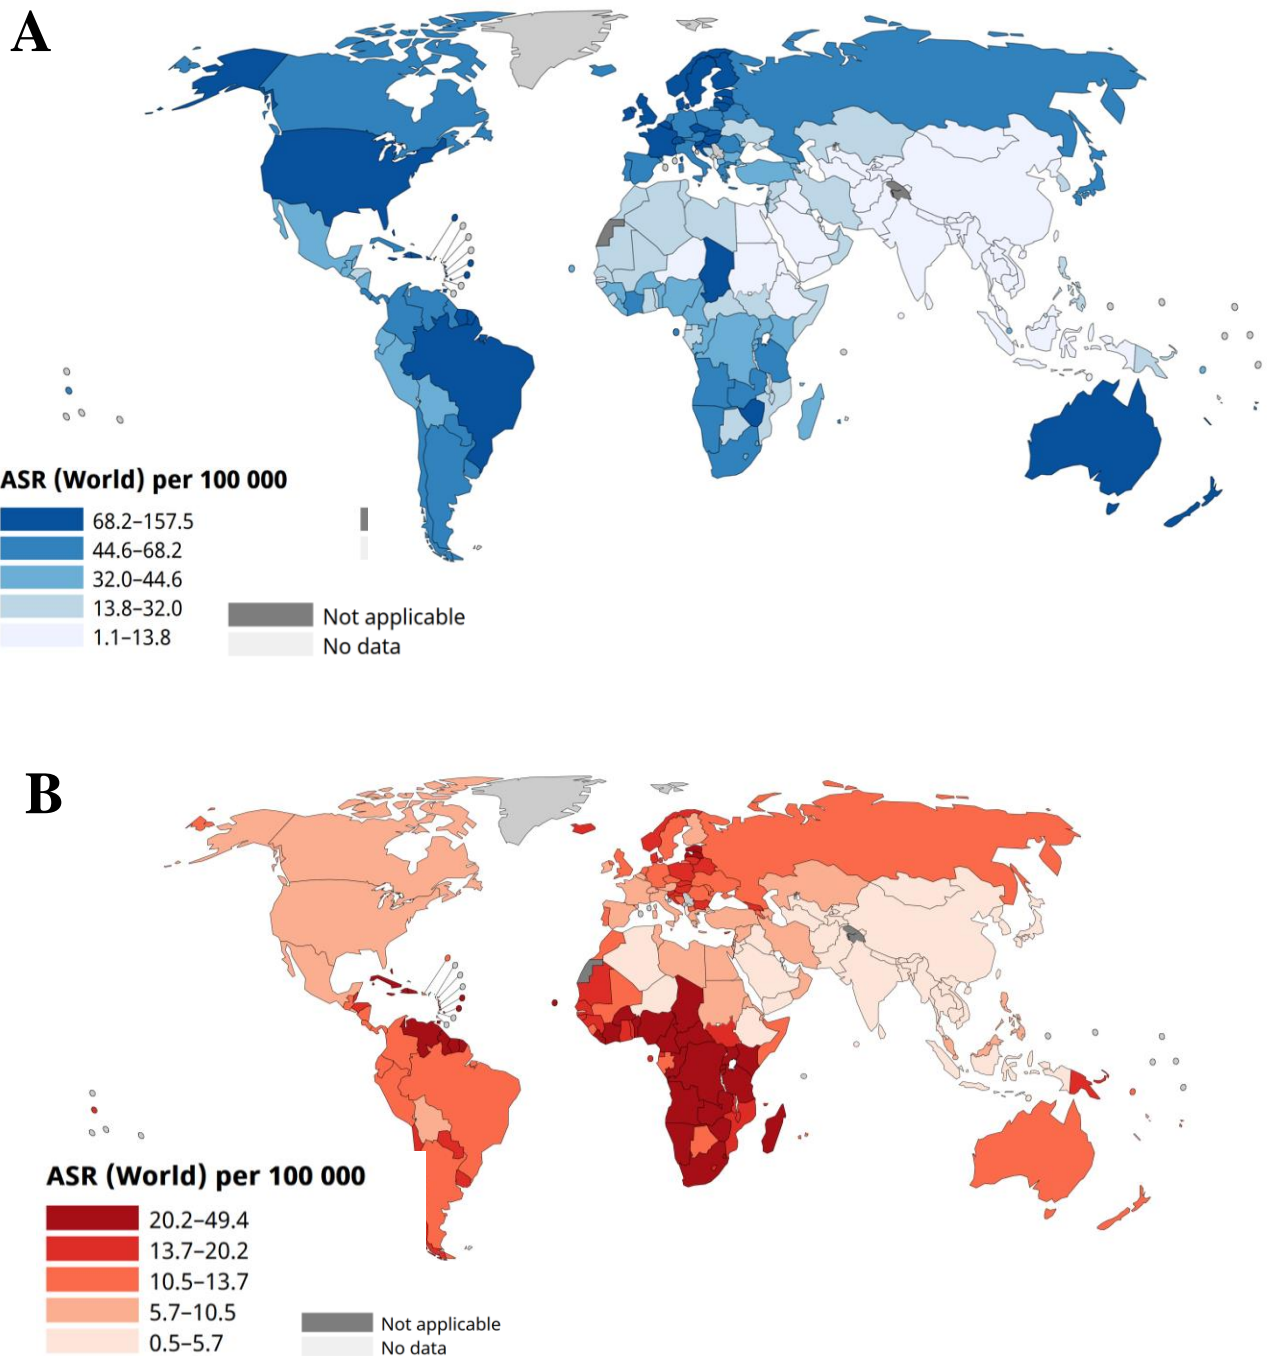 A
ASR (World) per 100 000
68.2–157.5
44.6–68.2
32.0–44.6
13.8–32.0
1.1–13.8
Not applicable
No data
B
ASR (World) per 100 000
20.2–49.4
13.7–20.2
10.5–13.7
5.7–10.5
0.5–5.7
Not applicable
No data